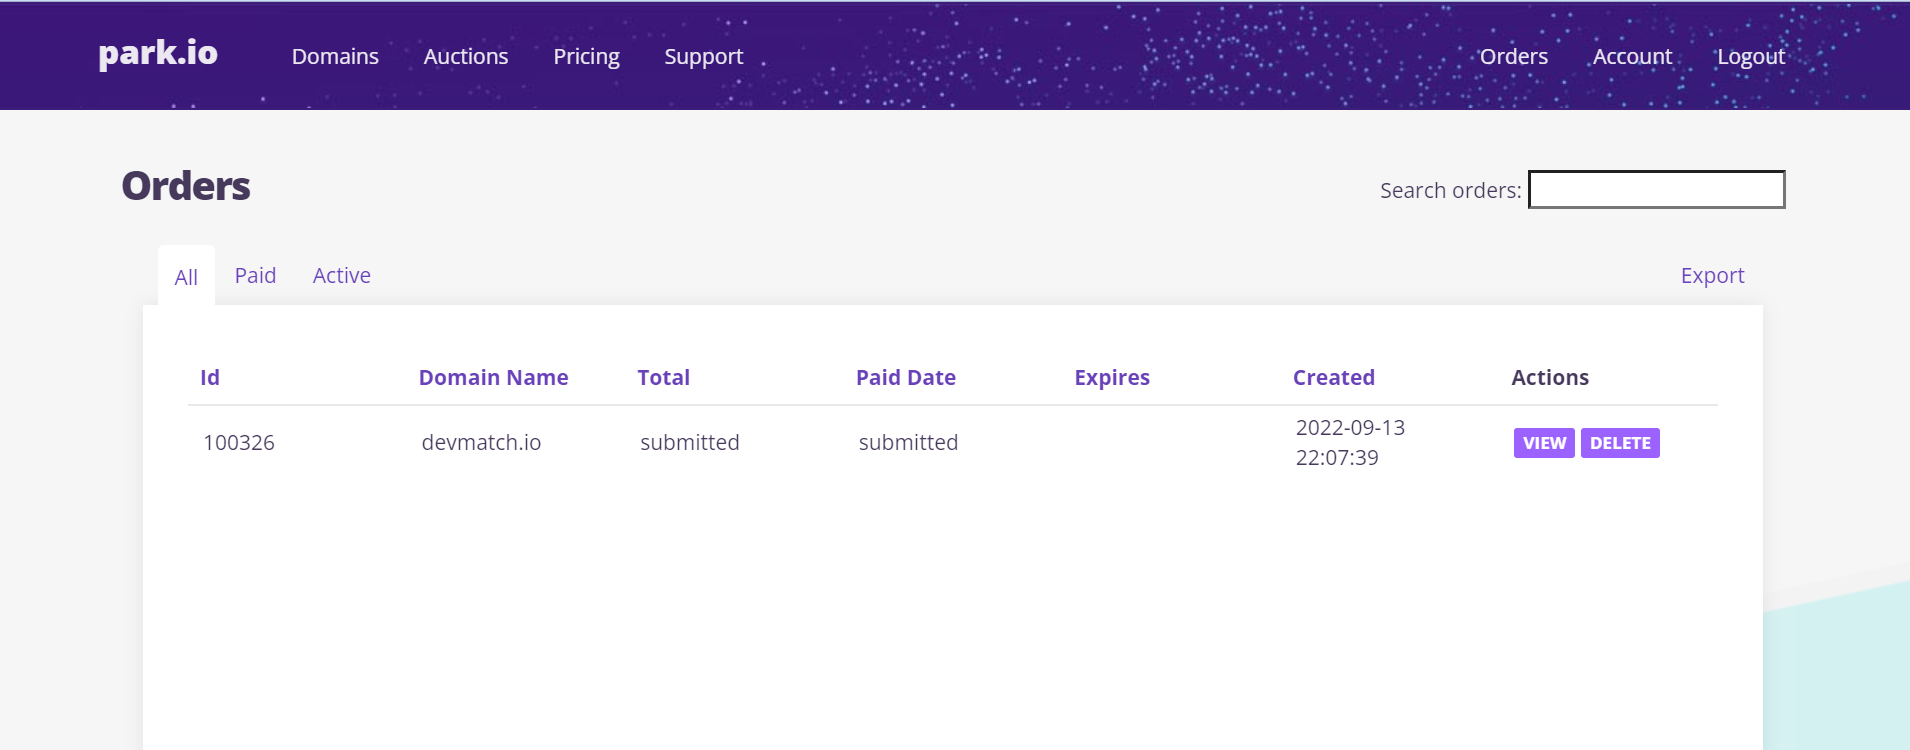 park.io Domains Auctions Pricing Support Orders Account Logout
Orders
Search orders:
All Paid Active Export
Id Domain Name Total Paid Date Expires Created Actions
100326 devmatch.io submitted submitted 2022-09-13 VIEW DELETE
22:07:39